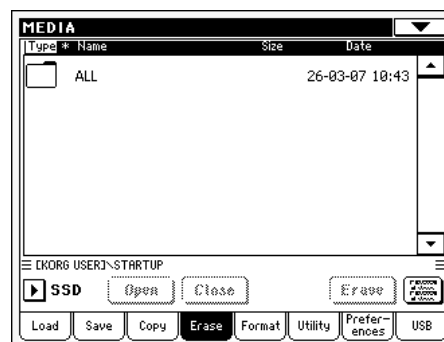 MEDIA
Type * Name Size Date
ALL 26-03-07 10:43
[KORG USER]\STARTUP
SSD Open Close Erase
Load Save Copy Erase Format Utility Prefer-ences USB